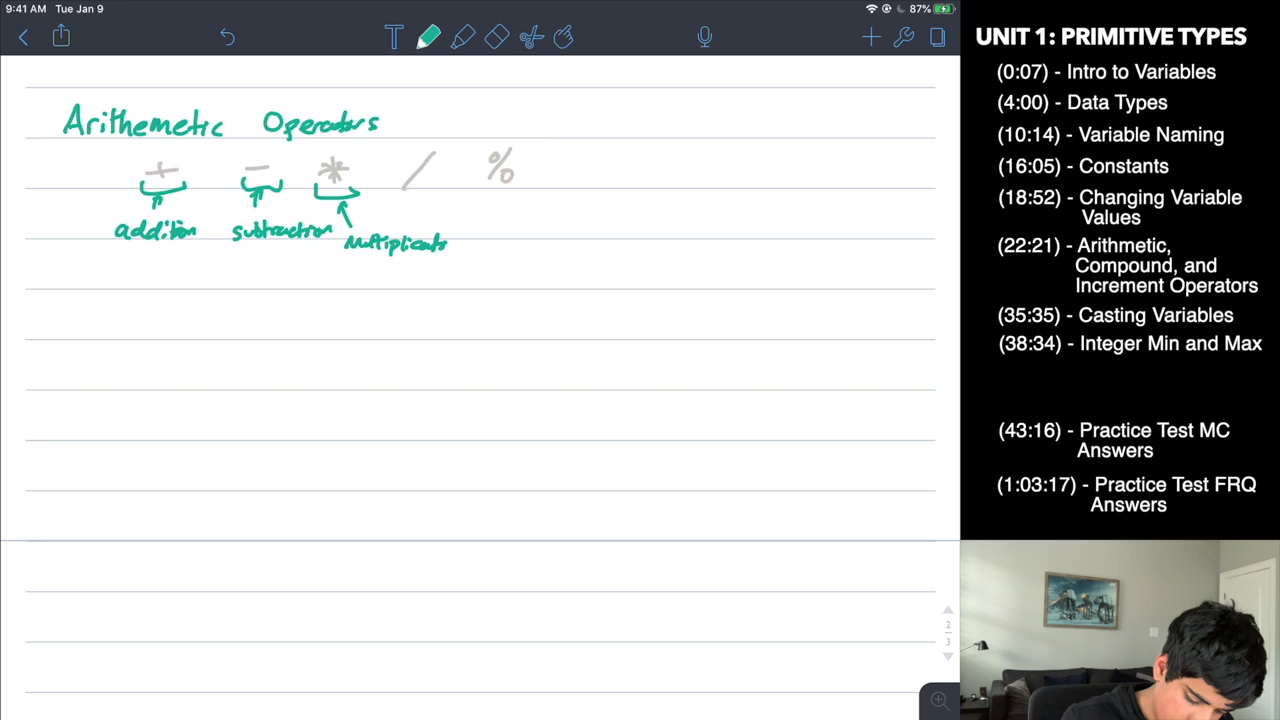 9:41 AM Tue Jan 9
87%
T
Arithemetic Operators
+ - * / %
addition subtraction
Multiplicati
2
3
UNIT 1: PRIMITIVE TYPES
(0:07) - Intro to Variables
(4:00) - Data Types
(10:14) - Variable Naming
(16:05) - Constants
(18:52) - Changing Variable
Values
(22:21) - Arithmetic,
Compound, and
Increment Operators
(35:35) - Casting Variables
(38:34) - Integer Min and Max
(43:16) - Practice Test MC
Answers
(1:03:17) - Practice Test FRQ
Answers